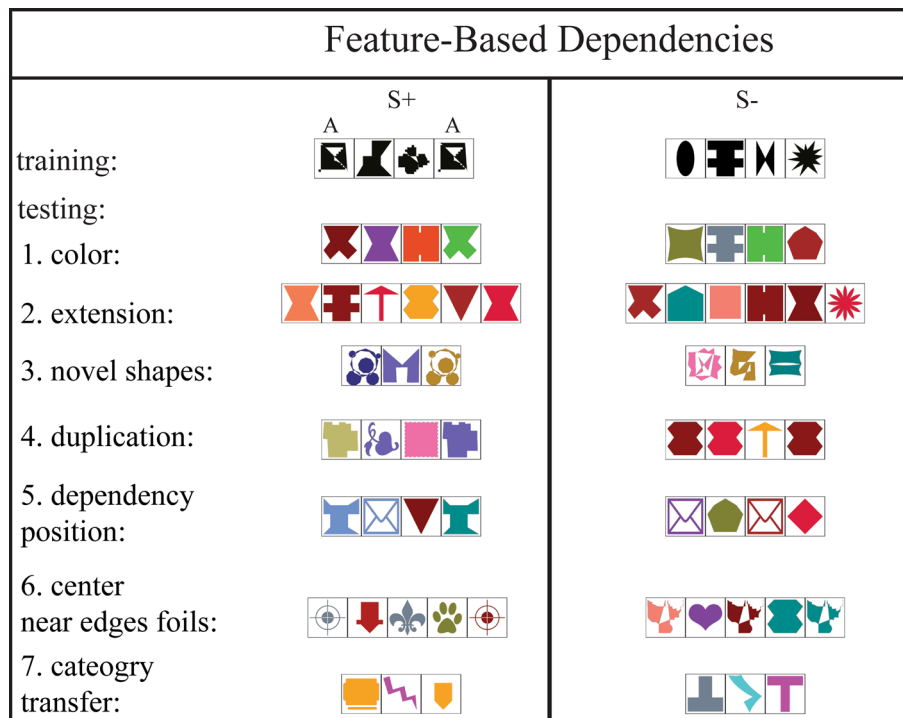 Feature-Based Dependencies
S+
S-
A
A
training:
testing:
1. color:
2. extension:
3. novel shapes:
4. duplication:
5. dependency
position:
6. center
near edges foils:
7. cateogry
transfer: